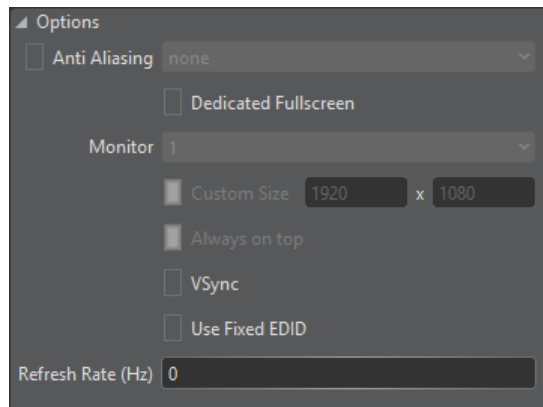 Options
Anti Aliasing none
Dedicated Fullscreen
Monitor 1
Custom Size 1920 x 1080
Always on top
VSync
Use Fixed EDID
Refresh Rate (Hz) 0